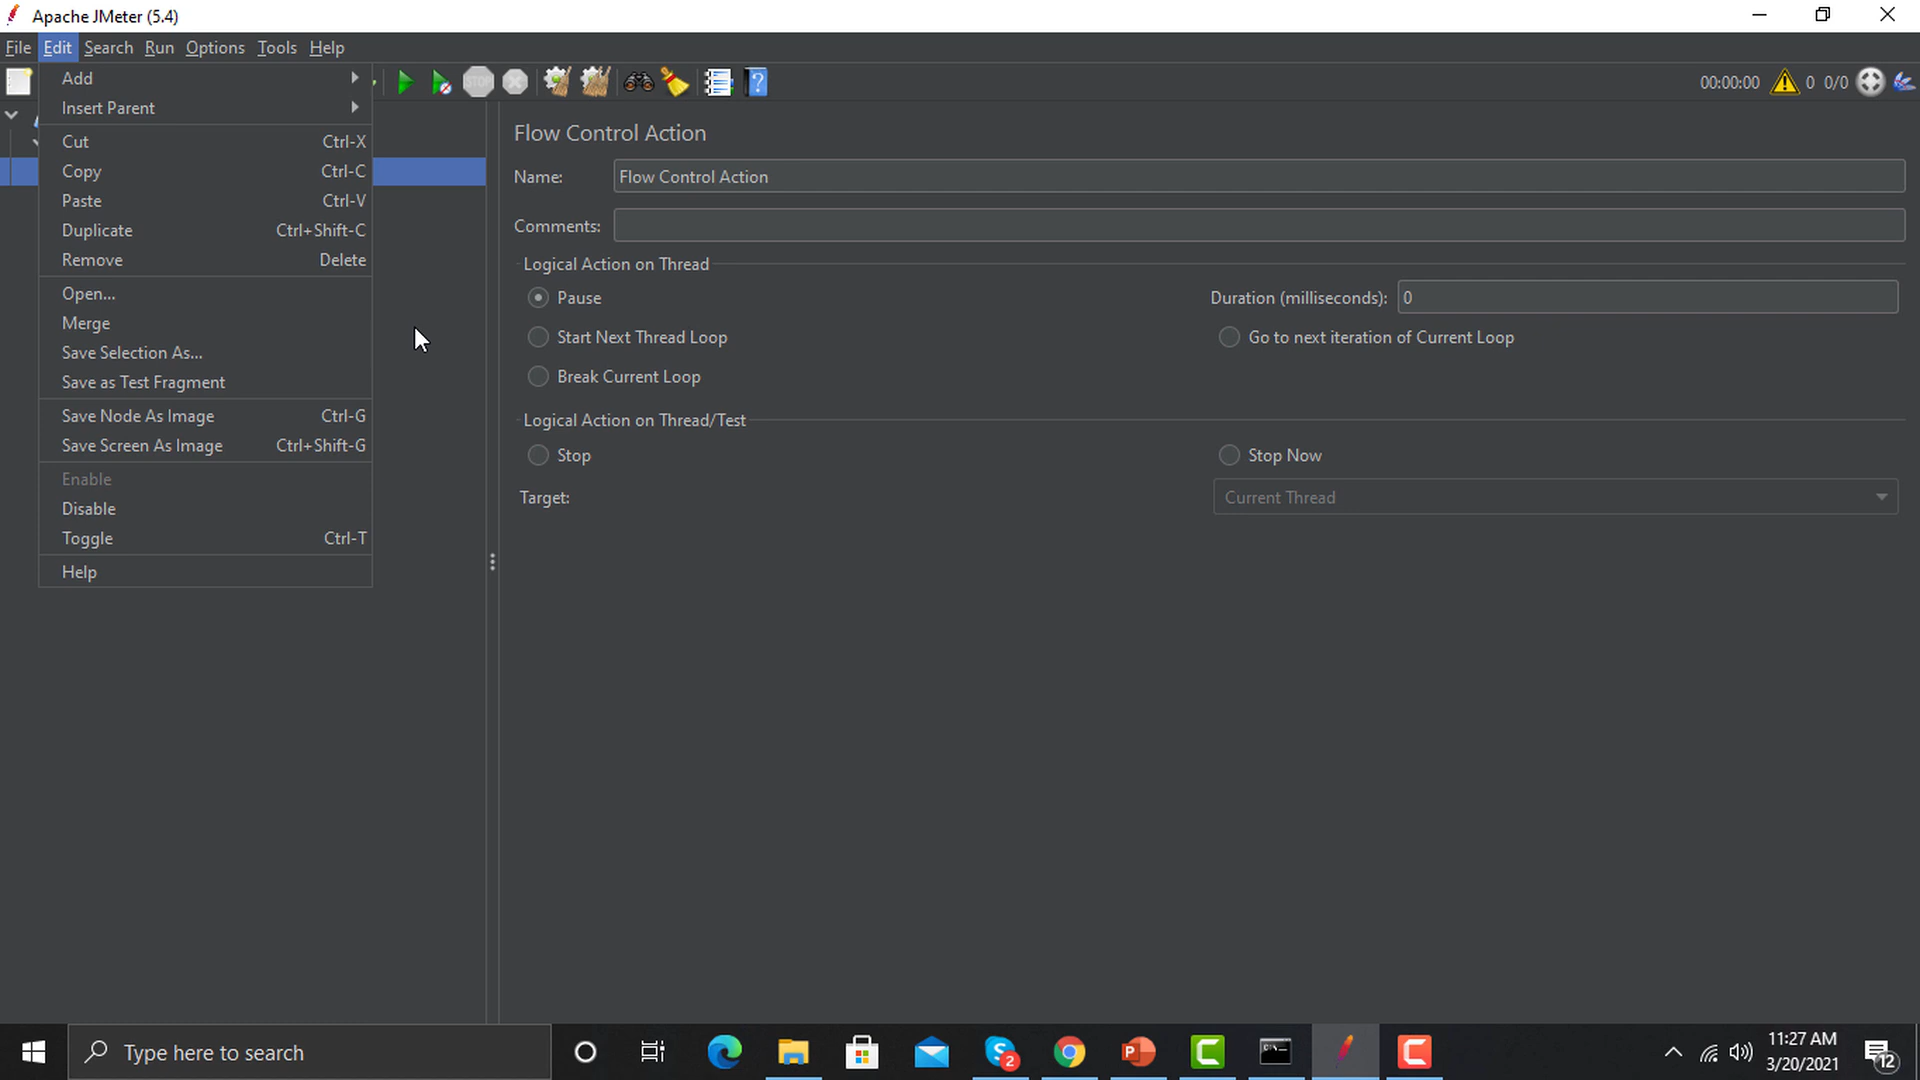 Apache JMeter (5.4)
File Edit Search Run Options Tools Help
STOP
00:00:00 0 0/0
Add
Insert Parent
Cut Ctrl-X
Copy Ctrl-C
Paste Ctrl-V
Duplicate Ctrl+Shift-C
Remove Delete
Open...
Merge
Save Selection As...
Save as Test Fragment
Save Node As Image Ctrl-G
Save Screen As Image Ctrl+Shift-G
Enable
Disable
Toggle Ctrl-T
Help
Flow Control Action
Name: Flow Control Action
Comments:
Logical Action on Thread
Pause Duration (milliseconds): 0
Start Next Thread Loop Go to next iteration of Current Loop
Break Current Loop
Logical Action on Thread/Test
Stop Stop Now
Target: Current Thread
Type here to search
2
11:27 AM
3/20/2021
12